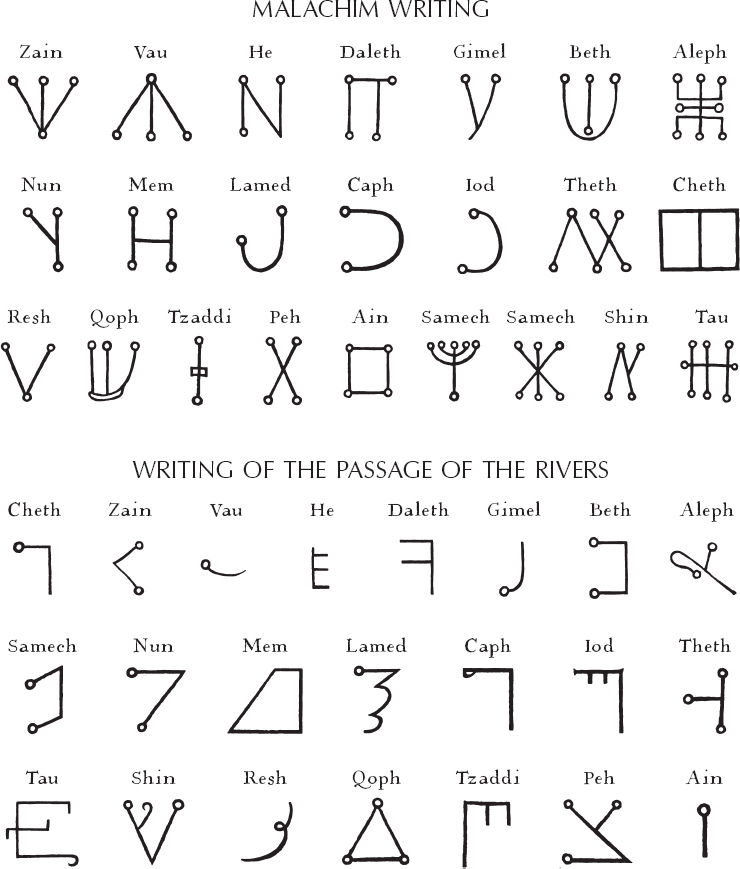 MALACHIM WRITING
Zain Vau He Daleth Gimel Beth Aleph
Nun Mem Lamed Caph Iod Theth Cheth
Resh Qoph Tzaddi Peh Ain Samech Samech Shin Tau
WRITING OF THE PASSAGE OF THE RIVERS
Cheth Zain Vau He Daleth Gimel Beth Aleph
Samech Nun Mem Lamed Caph Iod Theth
Tau Shin Resh Qoph Tzaddi Peh Ain